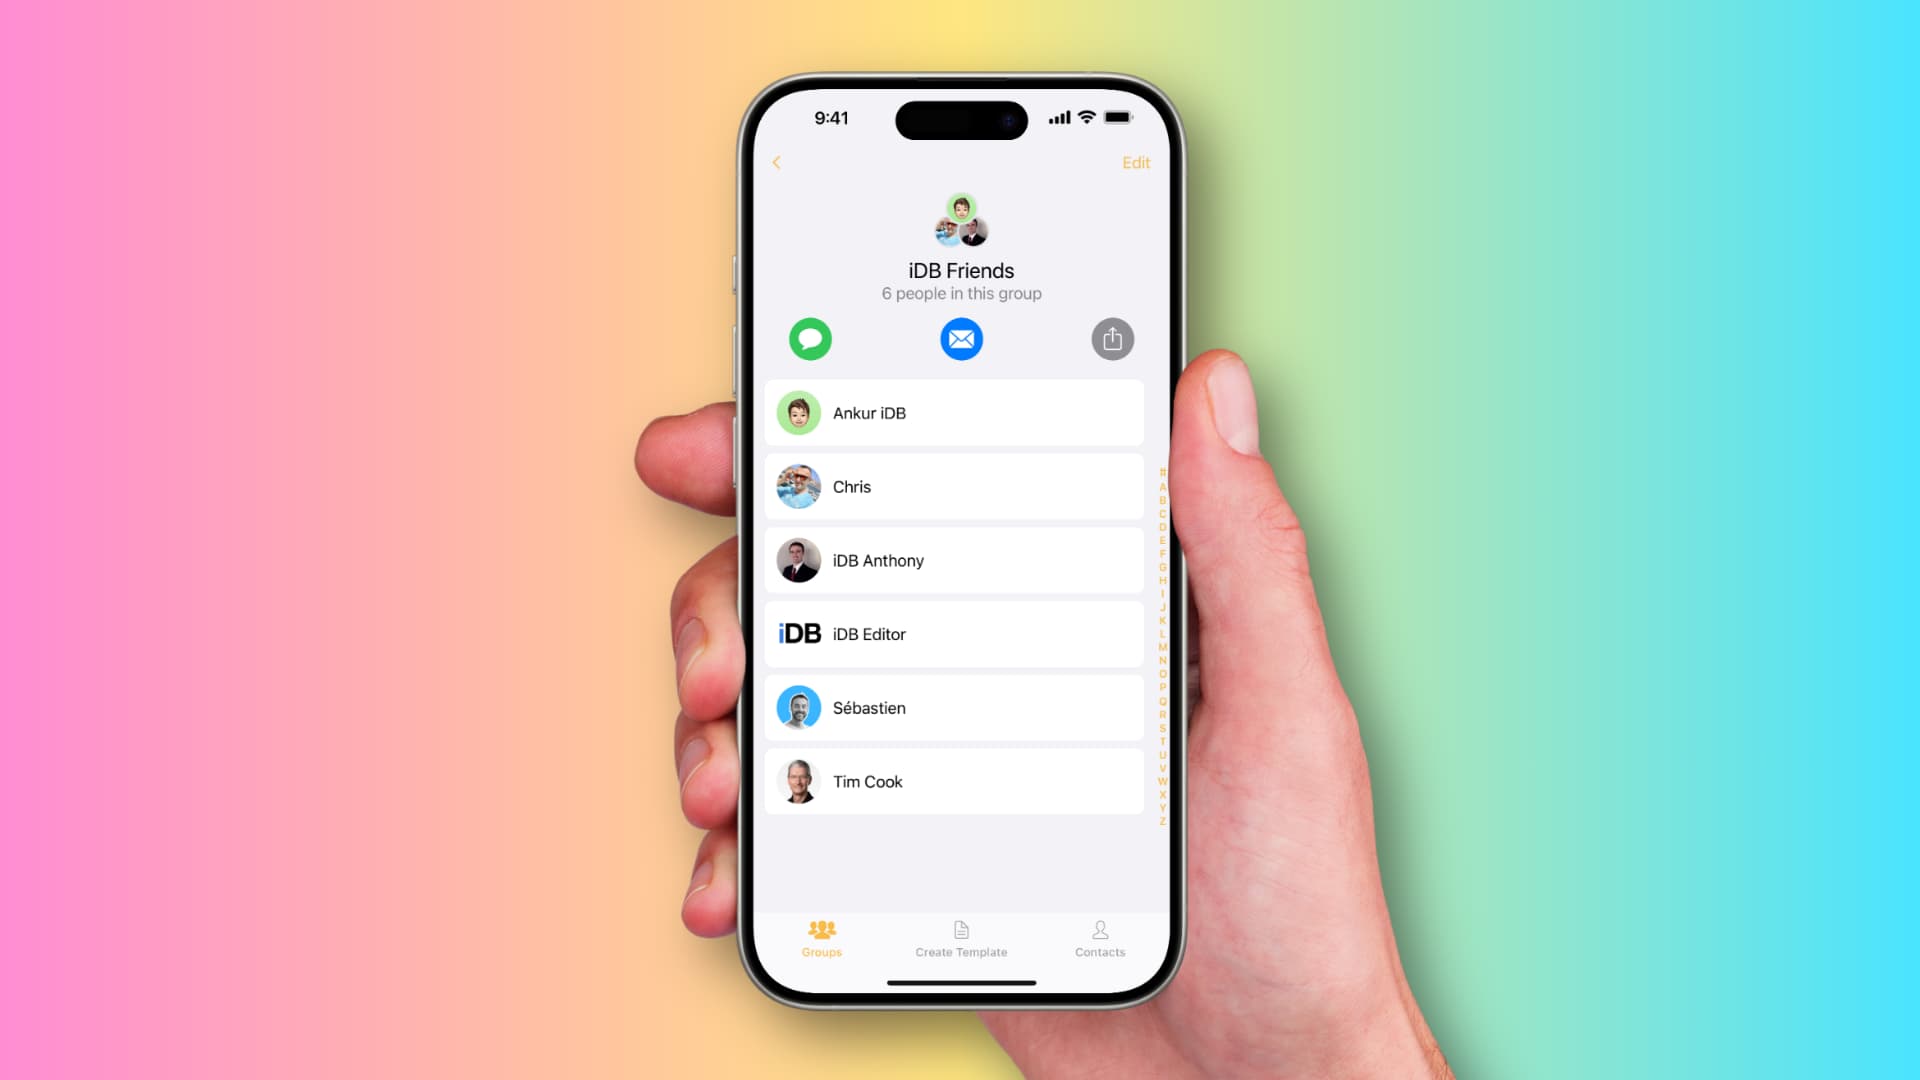 9:41
Edit
iDB Friends
6 people in this group
Ankur iDB
Chris
iDB Anthony
iDB
iDB Editor
Sébastien
Tim Cook
#
A
B
C
D
E
F
G
H
I
J
K
L
M
N
O
P
Q
R
S
T
U
V
W
X
Y
Z
Groups
Create Template
Contacts